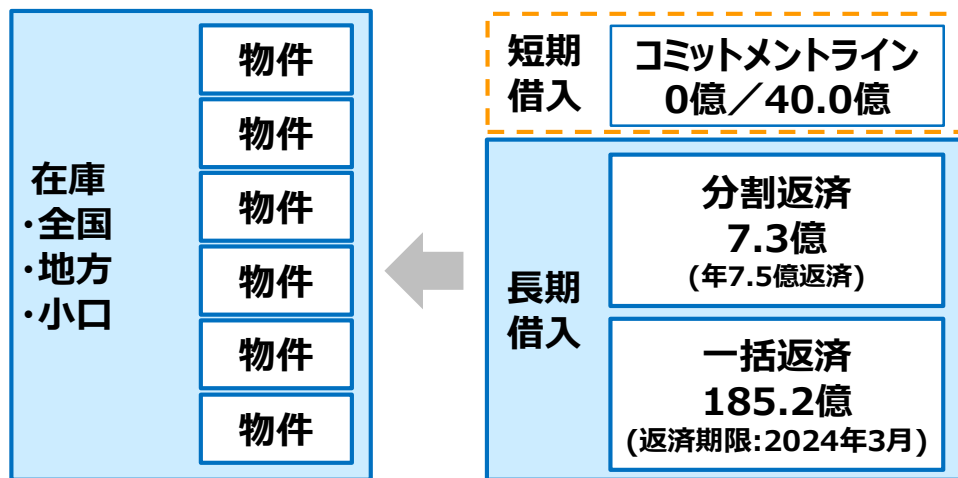 在庫
・全国
・地方
・小口
物件
物件
物件
物件
物件
物件
短期
借入
コミットメントライン
0億／40.0億
長期
借入
分割返済
7.3億
(年7.5億返済)
一括返済
185.2億
(返済期限:2024年3月)